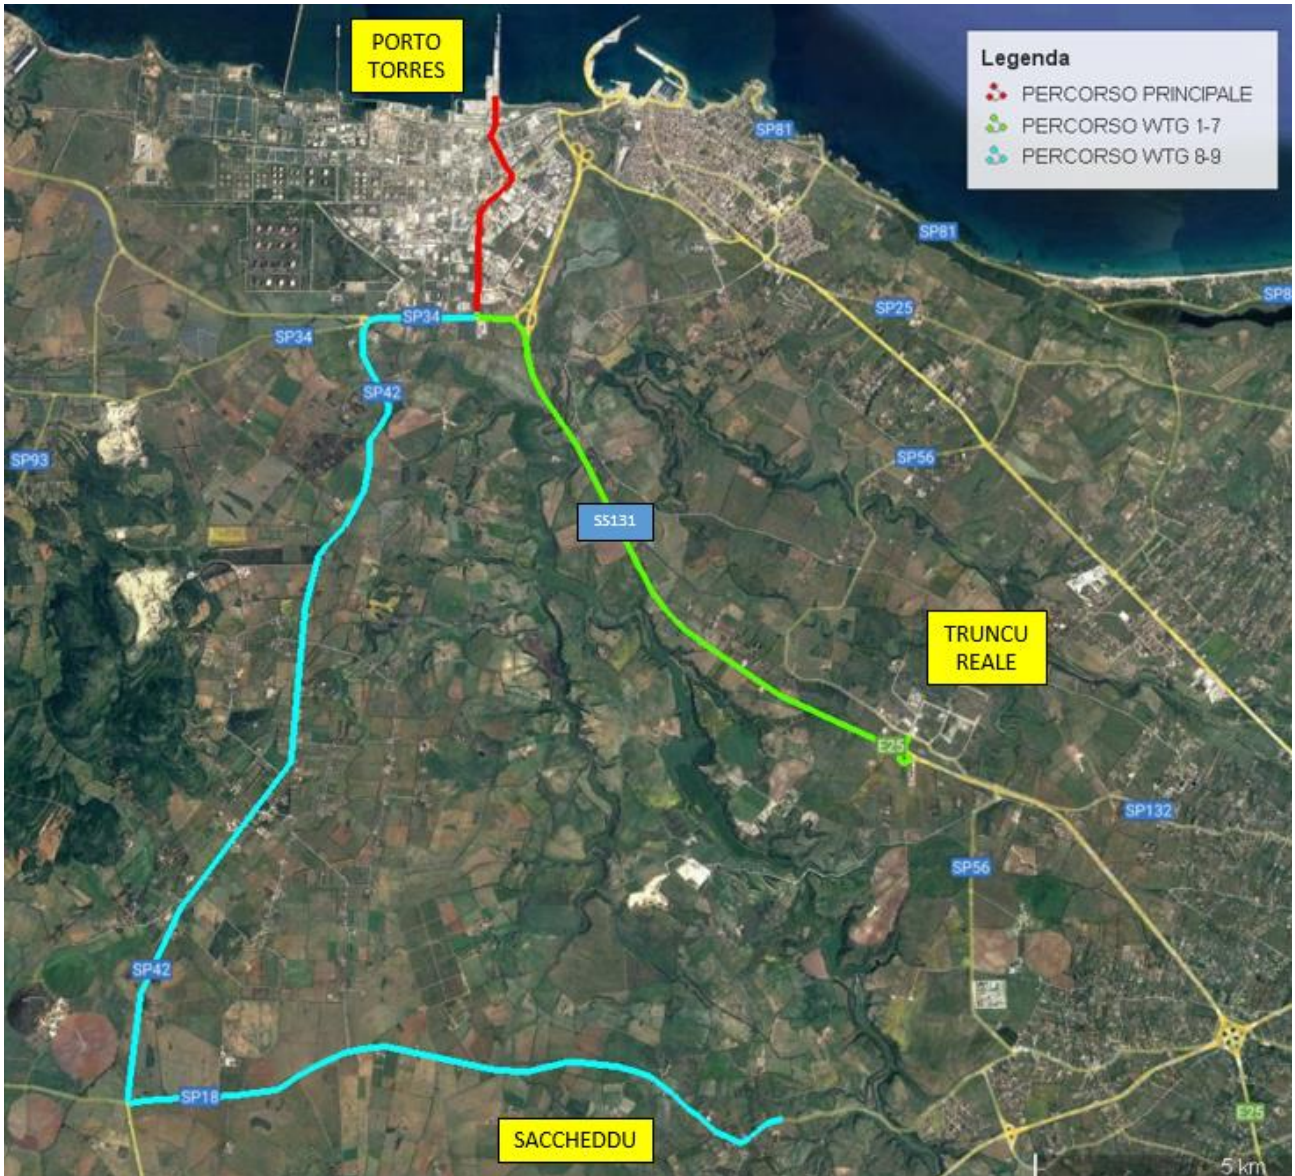 PORTO
TORRES
Legenda
PERCORSO PRINCIPALE
PERCORSO WTG 1-7
PERCORSO WTG 8-9
SP81
SP81
SP8
SP25
SP34
SP34
SP42
SP93
SP56
SS131
TRUNCU
REALE
E25
SP132
SP56
SP42
SP18
SACCHEDDU
E25
5 km